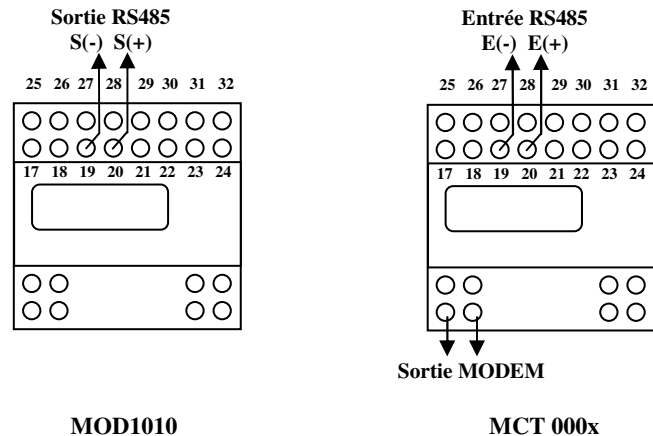 Sortie RS485
S(-) S(+)
25 26 27 28 29 30 31 32
17 18 19 20 21 22 23 24
MOD1010
Entrée RS485
E(-) E(+)
25 26 27 28 29 30 31 32
17 18 19 20 21 22 23 24
Sortie MODEM
MCT 000x